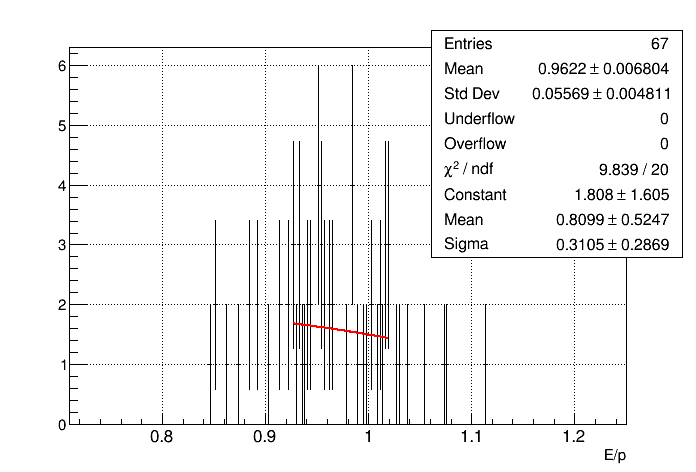 Entries 67
Mean 0.9622 ± 0.006804
Std Dev 0.05569 ± 0.004811
Underflow 0
Overflow 0
χ² / ndf 9.839 / 20
Constant 1.808 ± 1.605
Mean 0.8099 ± 0.5247
Sigma 0.3105 ± 0.2869
6
5
4
3
2
1
0
0.8 0.9 1 1.1 1.2
E/p